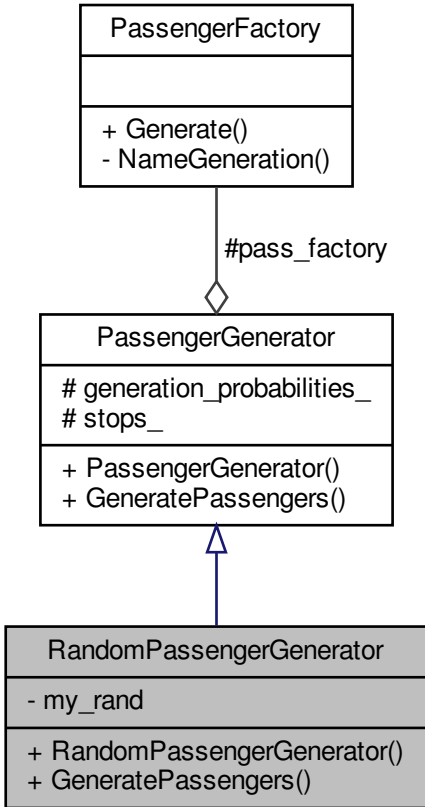 PassengerFactory
+ Generate()
- NameGeneration()
#pass_factory
PassengerGenerator
# generation_probabilities_
# stops_
+ PassengerGenerator()
+ GeneratePassengers()
RandomPassengerGenerator
- my_rand
+ RandomPassengerGenerator()
+ GeneratePassengers()